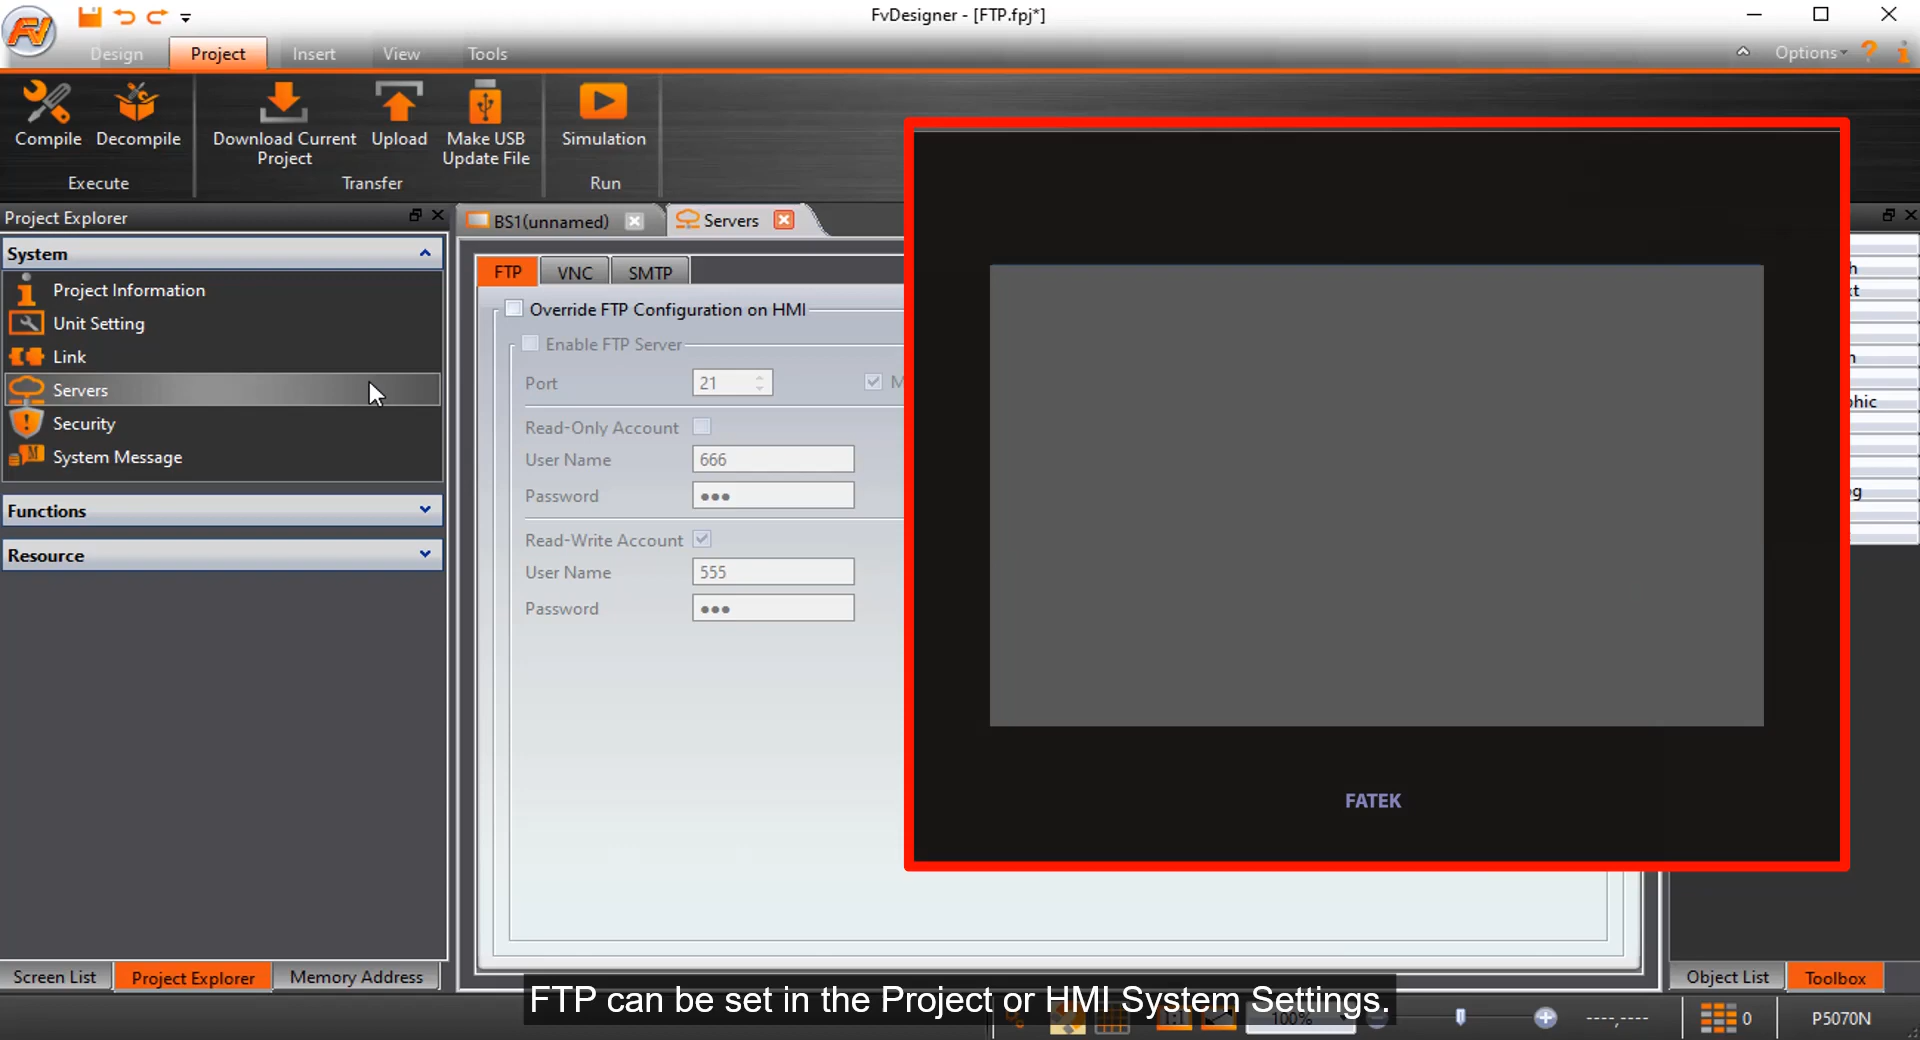 FvDesigner - [FTP.fpj*]
Design Project Insert View Tools
Options
Compile Decompile
Download Current Project
Upload
Make USB Update File
Simulation
Execute Transfer Run
Project Explorer
System
Project Information
Unit Setting
Link
Servers
Security
System Message
Functions
Resource
BS1(unnamed) Servers
FTP VNC SMTP
Override FTP Configuration on HMI
Enable FTP Server
Port 21 M
Read-Only Account
User Name 666
Password ●●●
Read-Write Account
User Name 555
Password ●●●
FATEK
h
xt
n
phic
og
Screen List Project Explorer Memory Address
Object List Toolbox
FTP can be set in the Project or HMI System Settings.
100%
----,----
0
P5070N